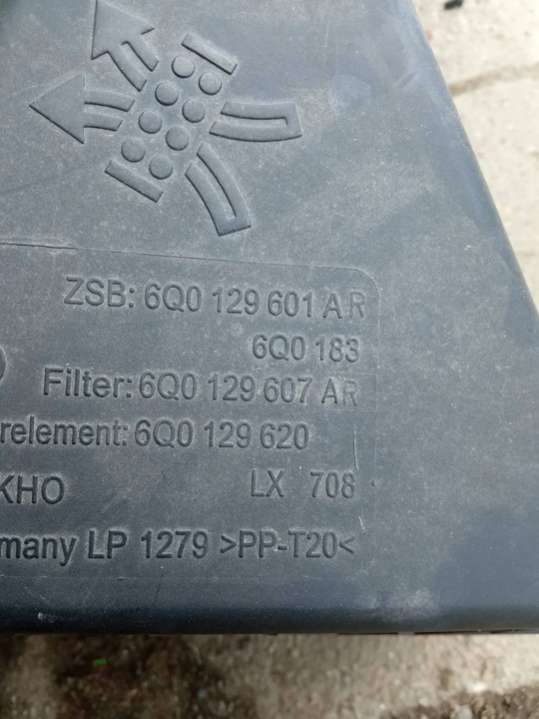 ZSB: 6Q0 129 601 AR
6Q0 183
Filter: 6Q0 129 607 AR
relement: 6Q0 129 620
KHO LX 708
many LP 1279 >PP-T20<